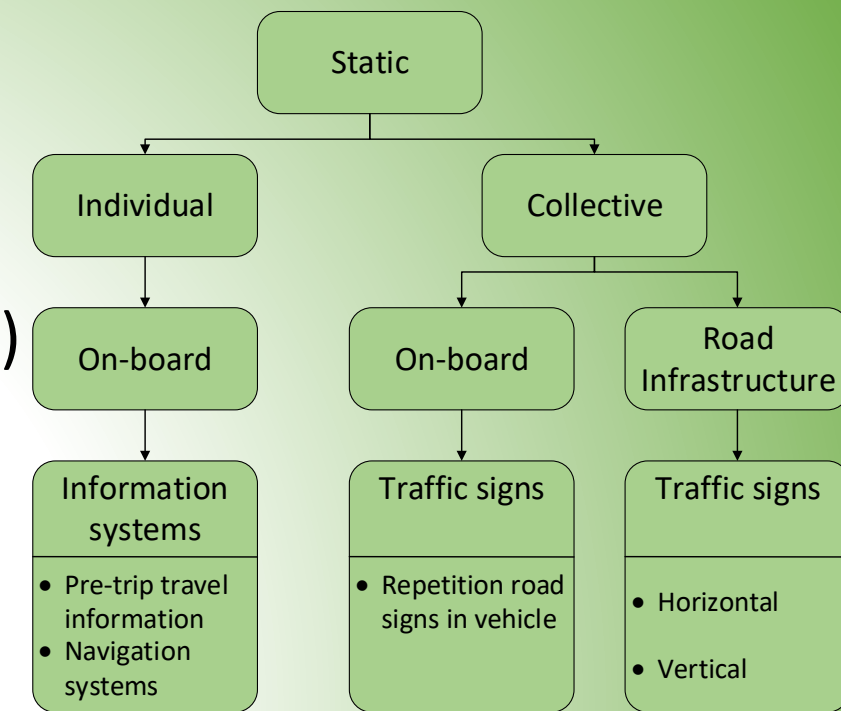 Static
Individual
Collective
)
On-board
On-board
Road
Infrastructure
Information
systems
• Pre-trip travel
information
• Navigation
systems
Traffic signs
• Repetition road
signs in vehicle
Traffic signs
• Horizontal
• Vertical